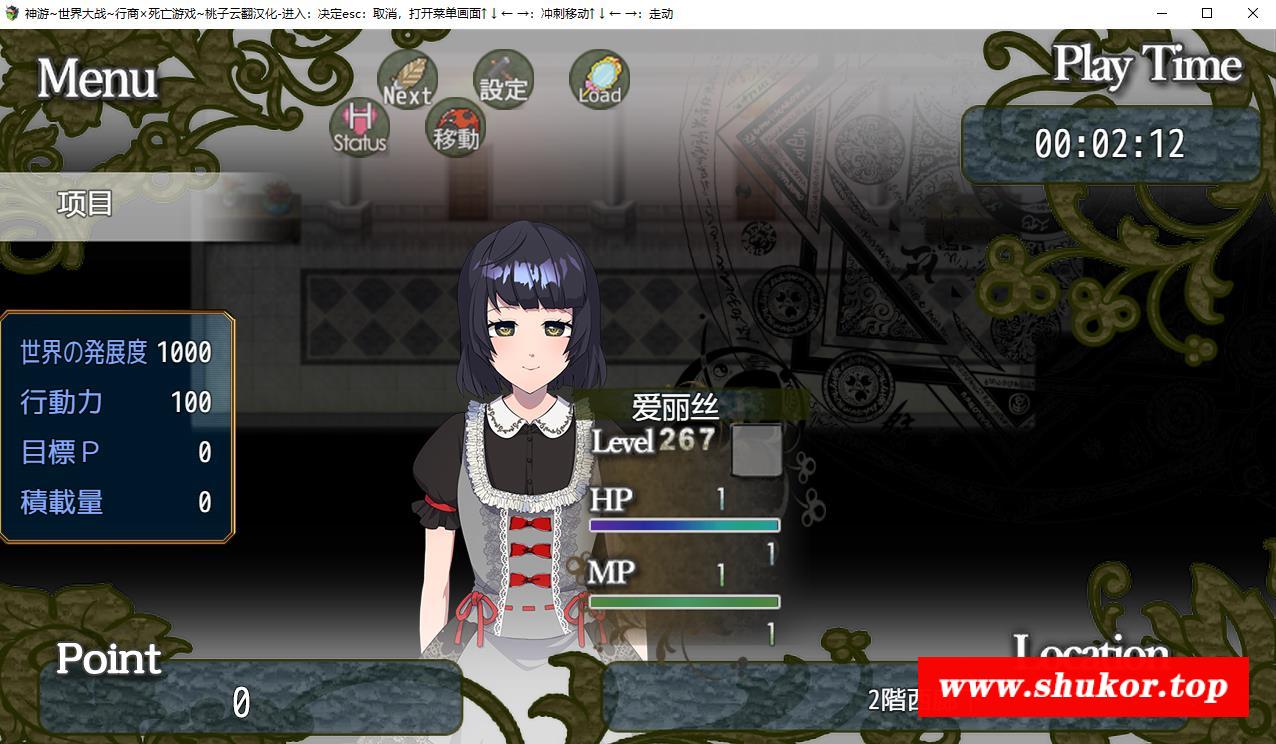 神游~世界大战~行商×死亡游戏~桃子云翻汉化-进入：决定esc：取消，打开菜单画面↑↓←→：冲刺移动↑↓←→：走动
Menu
Next
設定
Load
Play Time
H
Status
移動
00:02:12
项目
世界の発展度 1000
行動力 100
目標P 0
積載量 0
爱丽丝
Level 267
HP 1
1
MP 1
1
Point
0
Location
2階西
www.shukor.top